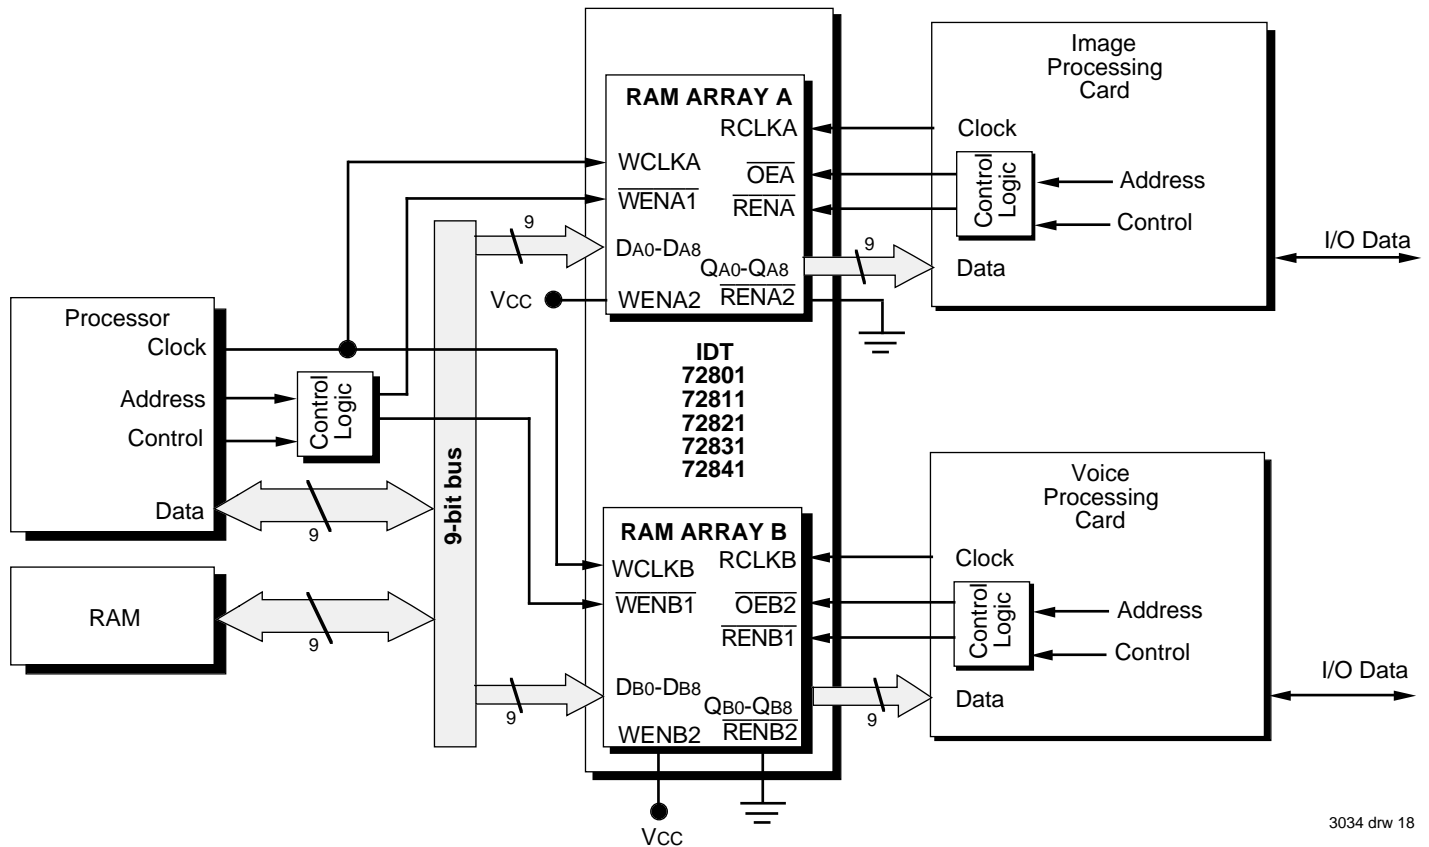 Processor
Clock
Address
Control
Data
Control
Logic
9
RAM
9
9-bit bus
9
9
VCC
RAM ARRAY A
RCLKA
WCLKA
OEA
WENA1
RENA
DA0-DA8
QA0-QA8
WENA2
RENA2
9
IDT
72801
72811
72821
72831
72841
RAM ARRAY B
RCLKB
WCLKB
OEB2
WENB1
RENB1
DB0-DB8
QB0-QB8
WENB2
RENB2
9
VCC
Image
Processing
Card
Clock
Control
Logic
Address
Control
Data
I/O Data
Voice
Processing
Card
Clock
Control
Logic
Address
Control
Data
I/O Data
3034 drw 18